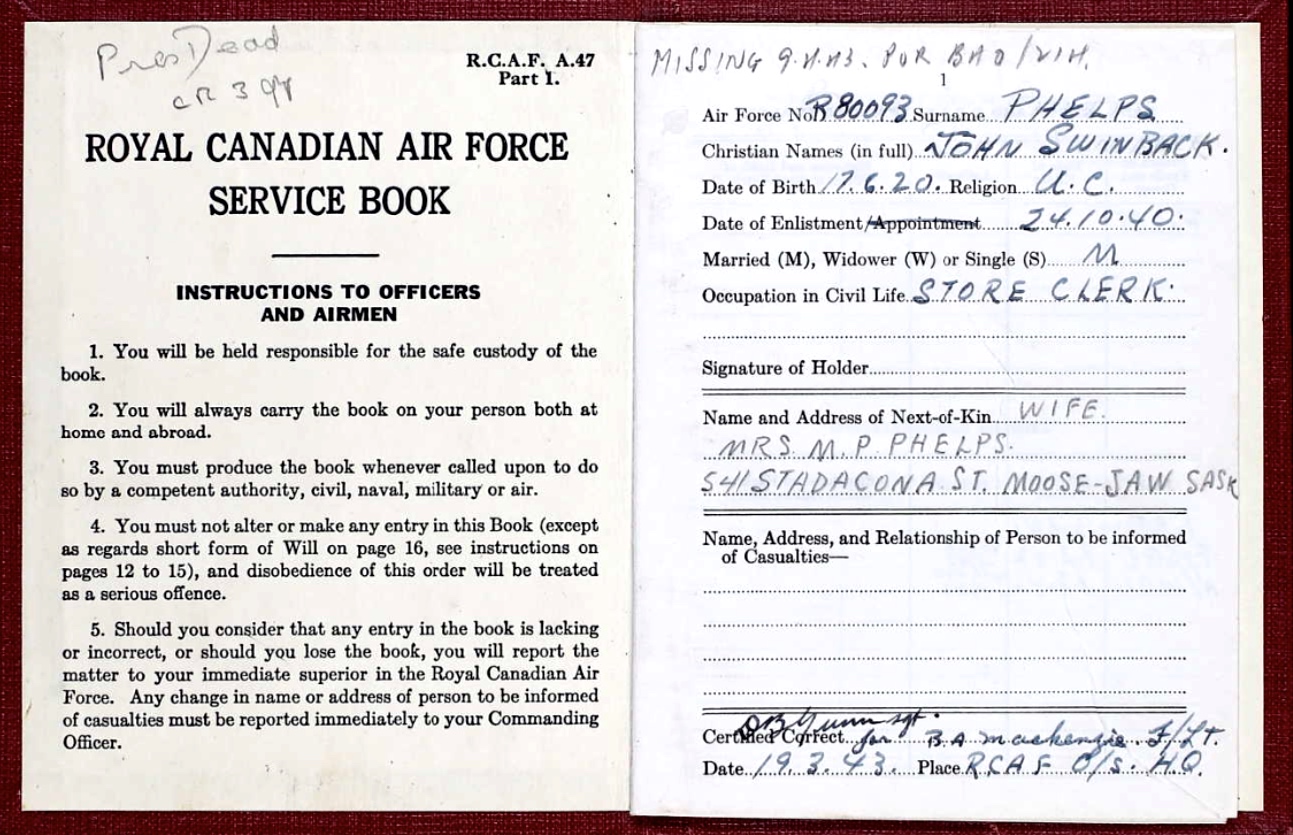 Pres Dead
CR 394
R.C.A.F. A.47
Part I.
ROYAL CANADIAN AIR FORCE
SERVICE BOOK
INSTRUCTIONS TO OFFICERS
AND AIRMEN
1. You will be held responsible for the safe custody of the
book.
2. You will always carry the book on your person both at
home and abroad.
3. You must produce the book whenever called upon to do
so by a competent authority, civil, naval, military or air.
4. You must not alter or make any entry in this Book (except
as regards short form of Will on page 16, see instructions on
pages 12 to 15), and disobedience of this order will be treated
as a serious offence.
5. Should you consider that any entry in the book is lacking
or incorrect, or should you lose the book, you will report the
matter to your immediate superior in the Royal Canadian Air
Force. Any change in name or address of person to be informed
of casualties must be reported immediately to your Commanding
Officer.
MISSING 9.4.43. POR
1
Air Force No. R80093 Surname PHELPS
Christian Names (in full) JOHN SWINBACK.
Date of Birth 17.6.20. Religion U.C.
Date of Enlistment/Appointment 24.10.40.
Married (M), Widower (W) or Single (S) M
Occupation in Civil Life STORE CLERK.
Signature of Holder
Name and Address of Next-of-Kin WIFE.
MRS. M. P. PHELPS.
541 STADACONA ST. MOOSE-JAW SASK
Name, Address, and Relationship of Person to be informed
of Casualties—
Sgt.
Certified Correct for B A Mackenzie F/Lt.
Date 19.3.43. Place RCAF O/S. HQ.